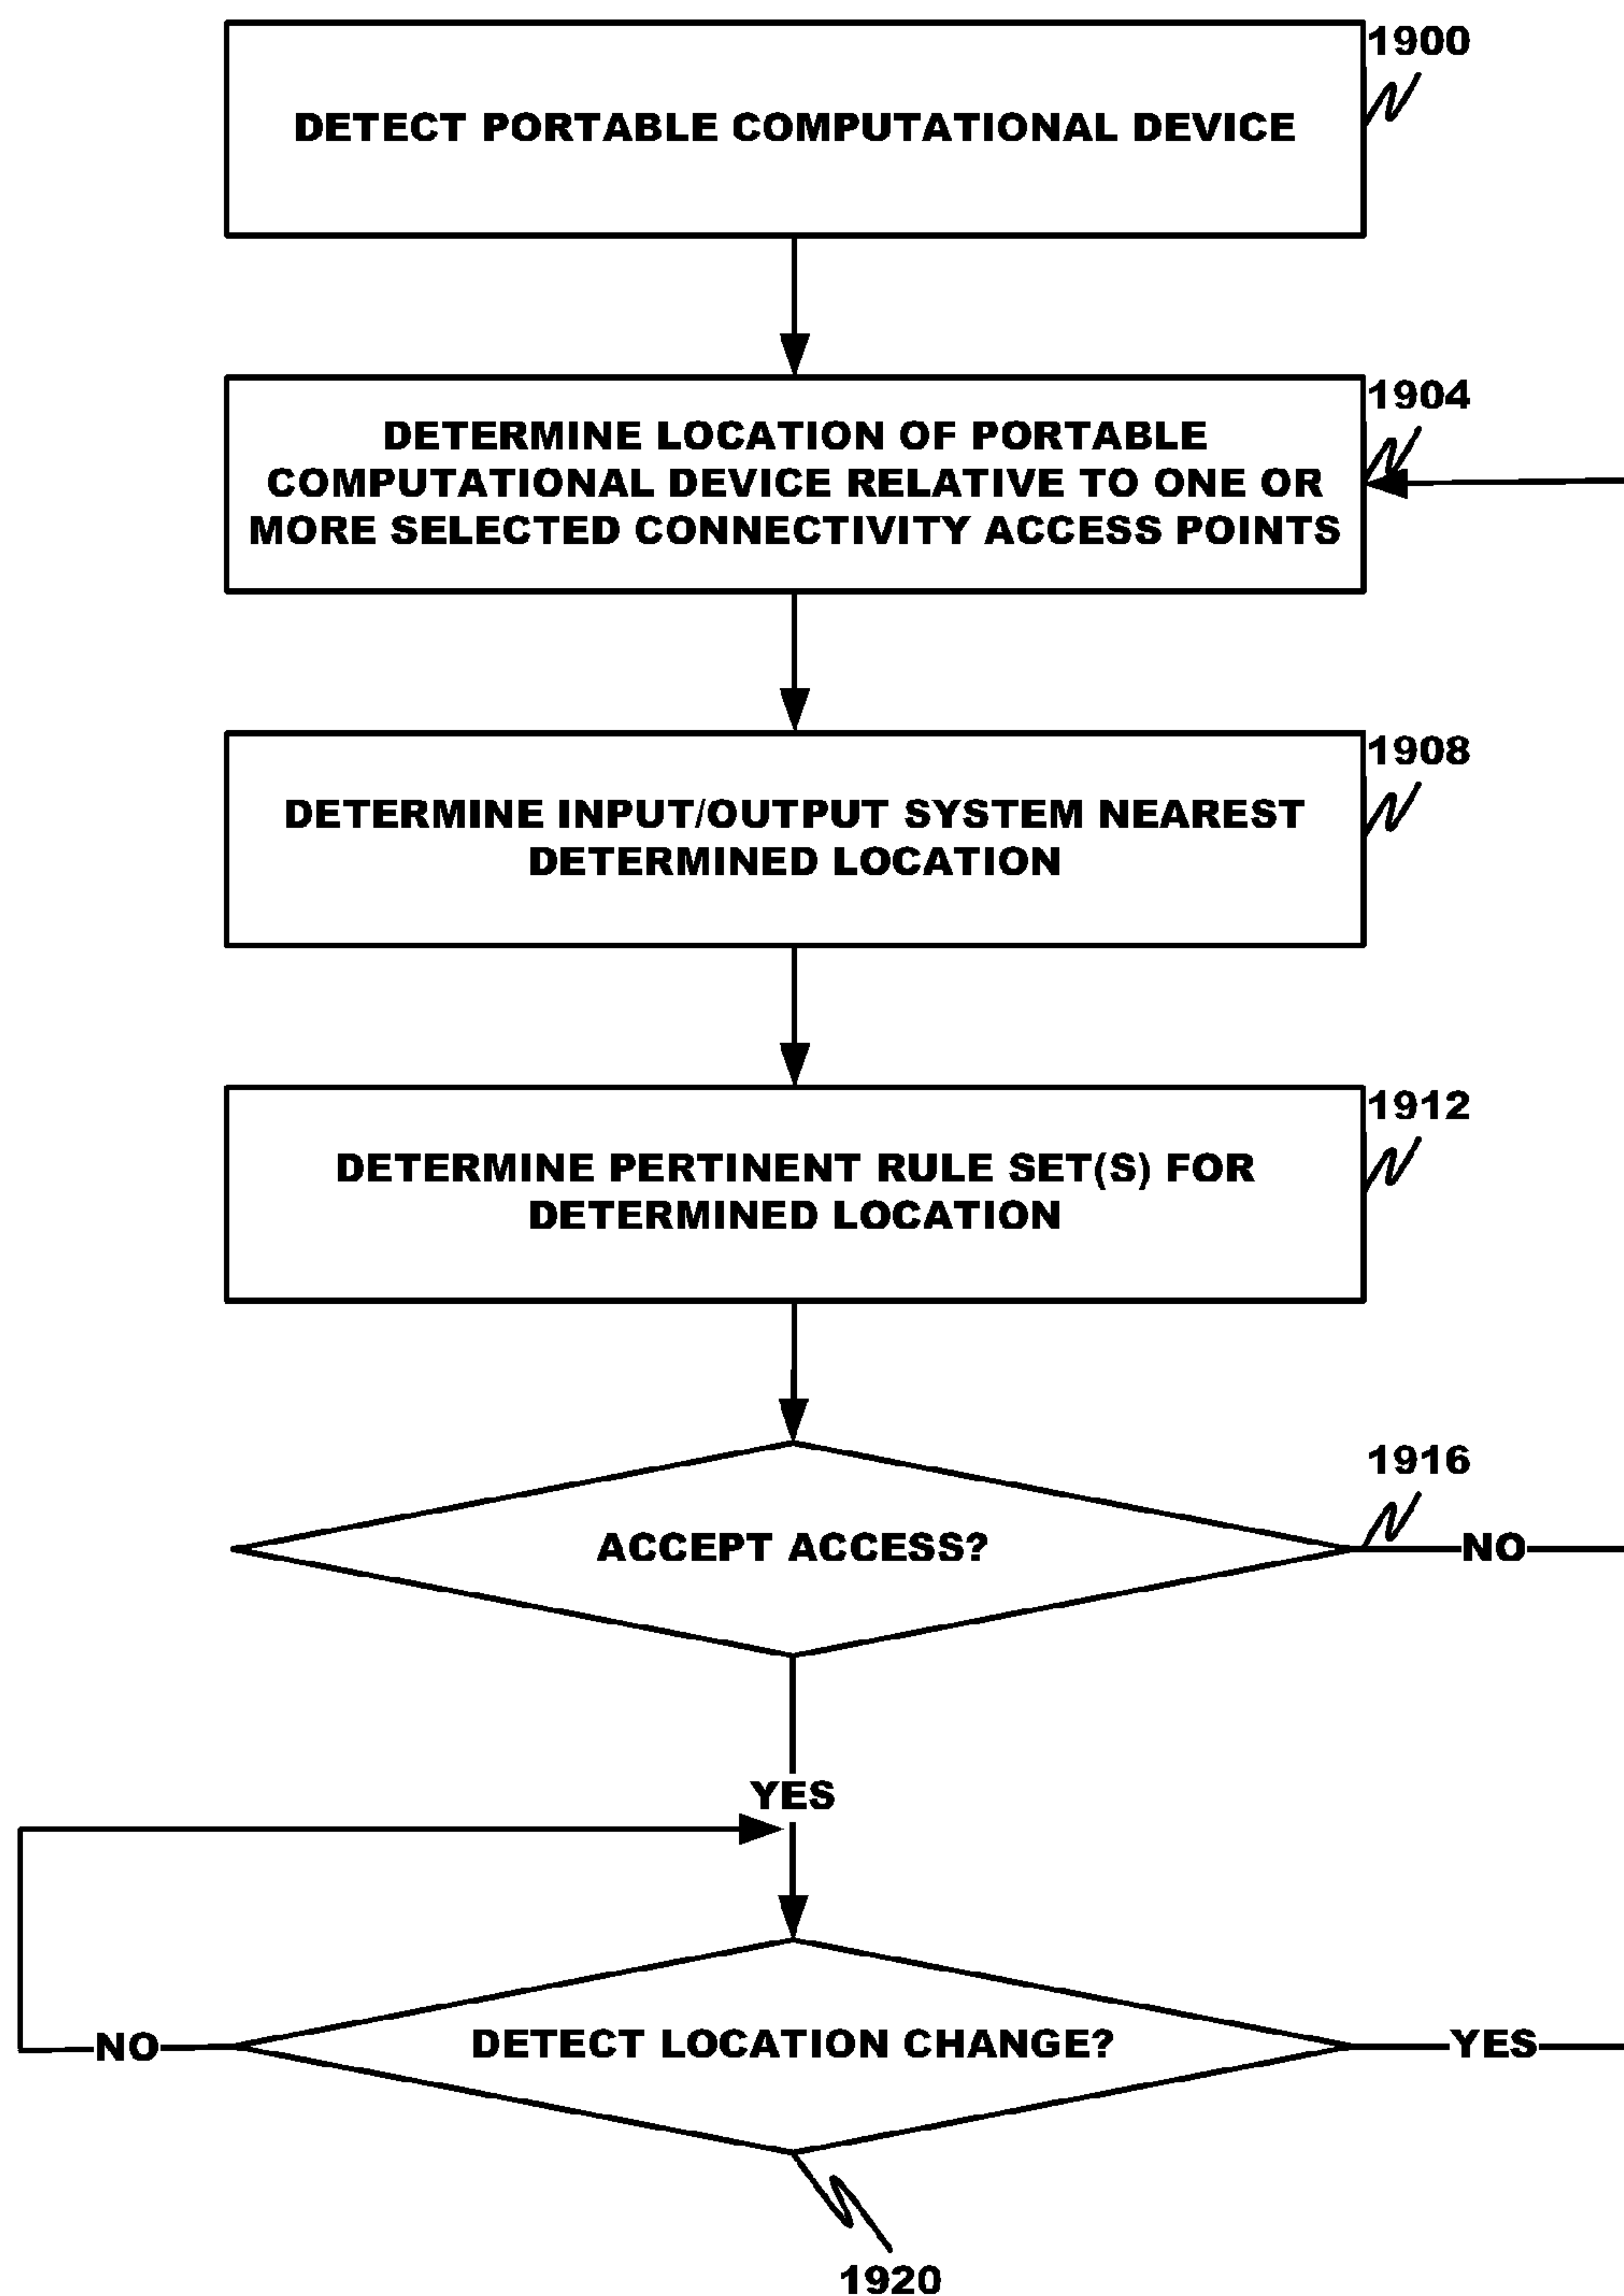 1900
DETECT PORTABLE COMPUTATIONAL DEVICE
1904
DETERMINE LOCATION OF PORTABLE
COMPUTATIONAL DEVICE RELATIVE TO ONE OR
MORE SELECTED CONNECTIVITY ACCESS POINTS
1908
DETERMINE INPUT/OUTPUT SYSTEM NEAREST
DETERMINED LOCATION
1912
DETERMINE PERTINENT RULE SET(S) FOR
DETERMINED LOCATION
1916
ACCEPT ACCESS?
NO
YES
NO
DETECT LOCATION CHANGE?
YES
1920